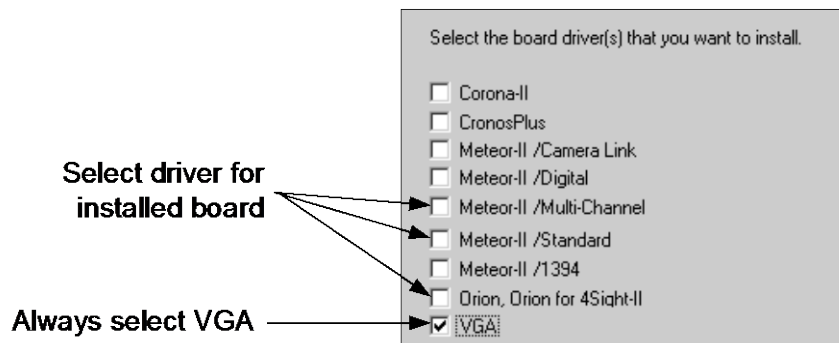 Select the board driver(s) that you want to install.
Corona-II
CronosPlus
Meteor-II /Camera Link
Meteor-II /Digital
Meteor-II /Multi-Channel
Meteor-II /Standard
Meteor-II /1394
Orion, Orion for 4Sight-II
VGA
Select driver for
installed board
Always select VGA